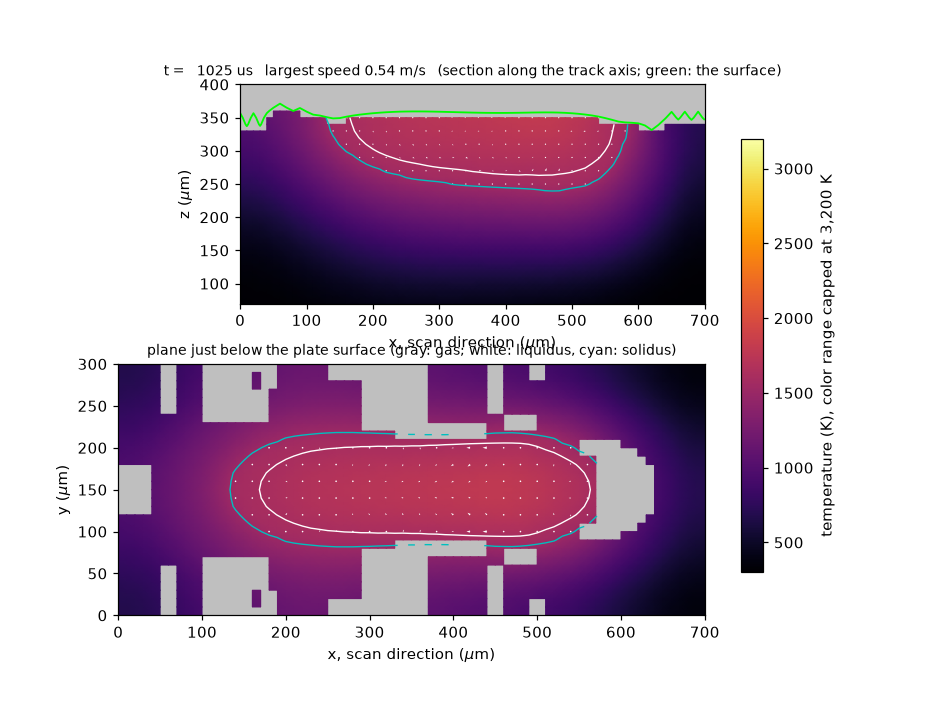 t =   1025 us   largest speed 0.54 m/s   (section along the track axis; green: the surface)
400
350
300
250
200
150
100
z (μm)
0 100 200 300 400 500 600 700
x, scan direction (μm)
plane just below the plate surface (gray: gas; white: liquidus, cyan: solidus)
300
250
200
150
100
50
0
y (μm)
0 100 200 300 400 500 600 700
x, scan direction (μm)
3000
2500
2000
1500
1000
500
temperature (K), color range capped at 3,200 K